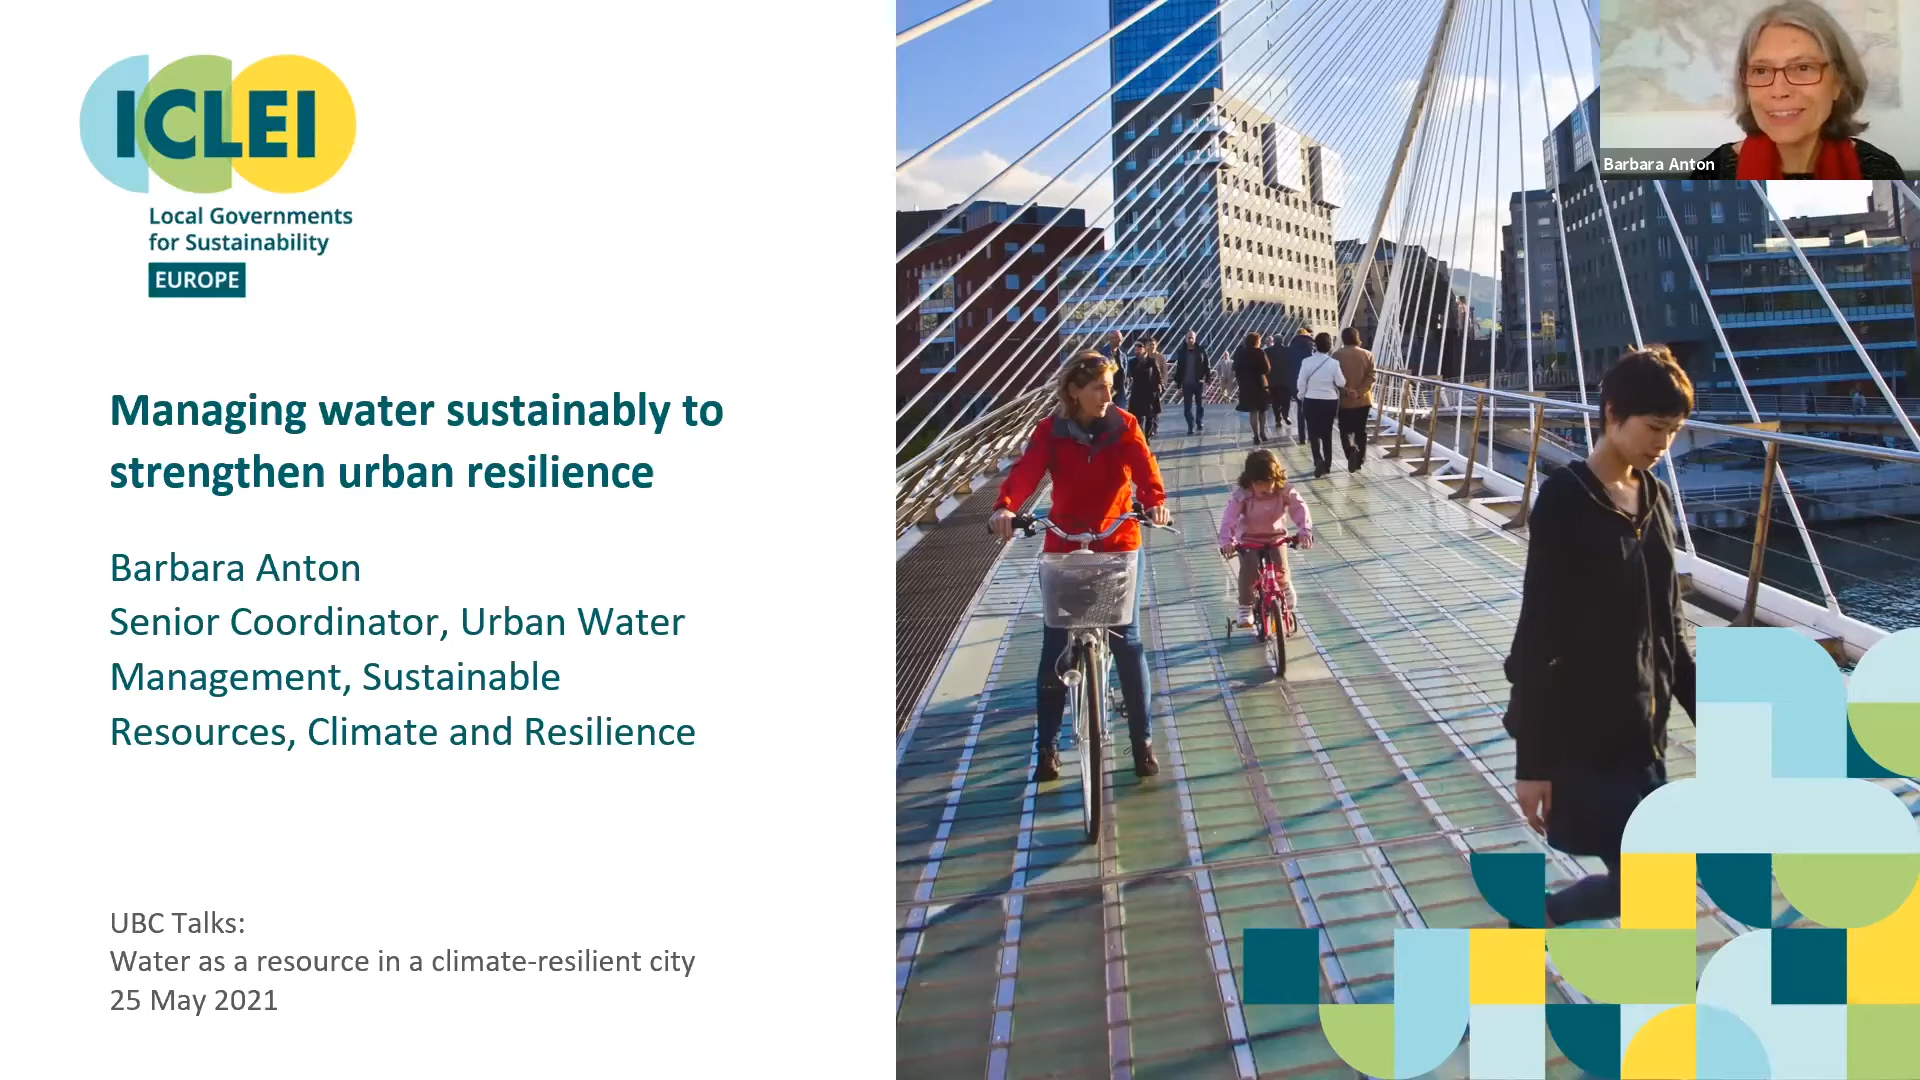 ICLEI
Local Governments
for Sustainability
EUROPE
Managing water sustainably to
strengthen urban resilience
Barbara Anton
Senior Coordinator, Urban Water
Management, Sustainable
Resources, Climate and Resilience
UBC Talks:
Water as a resource in a climate-resilient city
25 May 2021
Barbara Anton